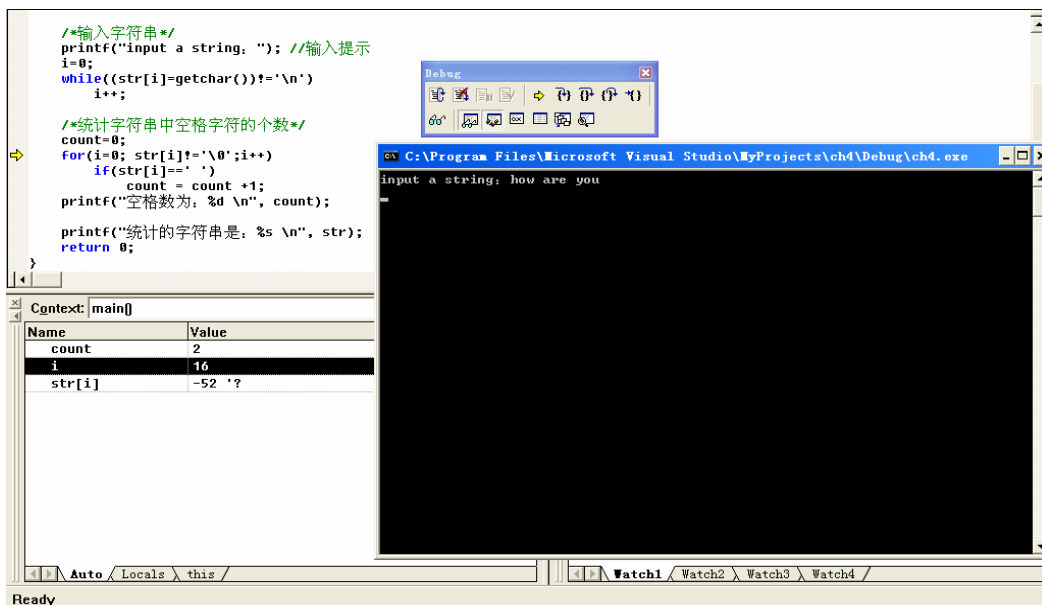 /*输入字符串*/
printf("input a string: "); //输入提示
i=0;
while((str[i]=getchar())!='\n')
i++;
/*统计字符串中空格字符的个数*/
count=0;
for(i=0; str[i]!='\0';i++)
if(str[i]==' ')
count = count +1;
printf("空格数为: %d \n", count);
printf("统计的字符串是: %s \n", str);
return 0;
}
Debug
C:\Program Files\Microsoft Visual Studio\MyProjects\ch4\Debug\ch4.exe
input a string: how are you
Context: main()
Name Value
count 2
i 16
str[i] -52 '?
Auto Locals this
Watch1 Watch2 Watch3 Watch4
Ready